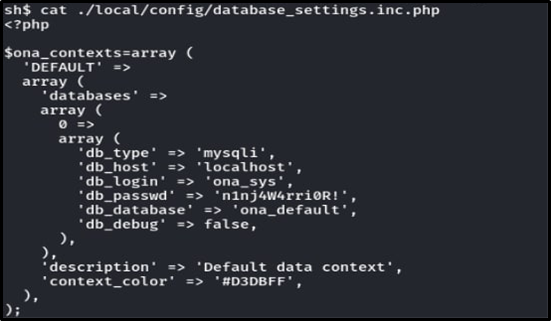 sh$ cat ./local/config/database_settings.inc.php
<?php
$ona_contexts=array (
  'DEFAULT' =>
  array (
    'databases' =>
    array (
      0 =>
      array (
        'db_type' => 'mysqli',
        'db_host' => 'localhost',
        'db_login' => 'ona_sys',
        'db_passwd' => 'n1nj4W4rri0R!',
        'db_database' => 'ona_default',
        'db_debug' => false,
      ),
    ),
    'description' => 'Default data context',
    'context_color' => '#D3DBFF',
  ),
);